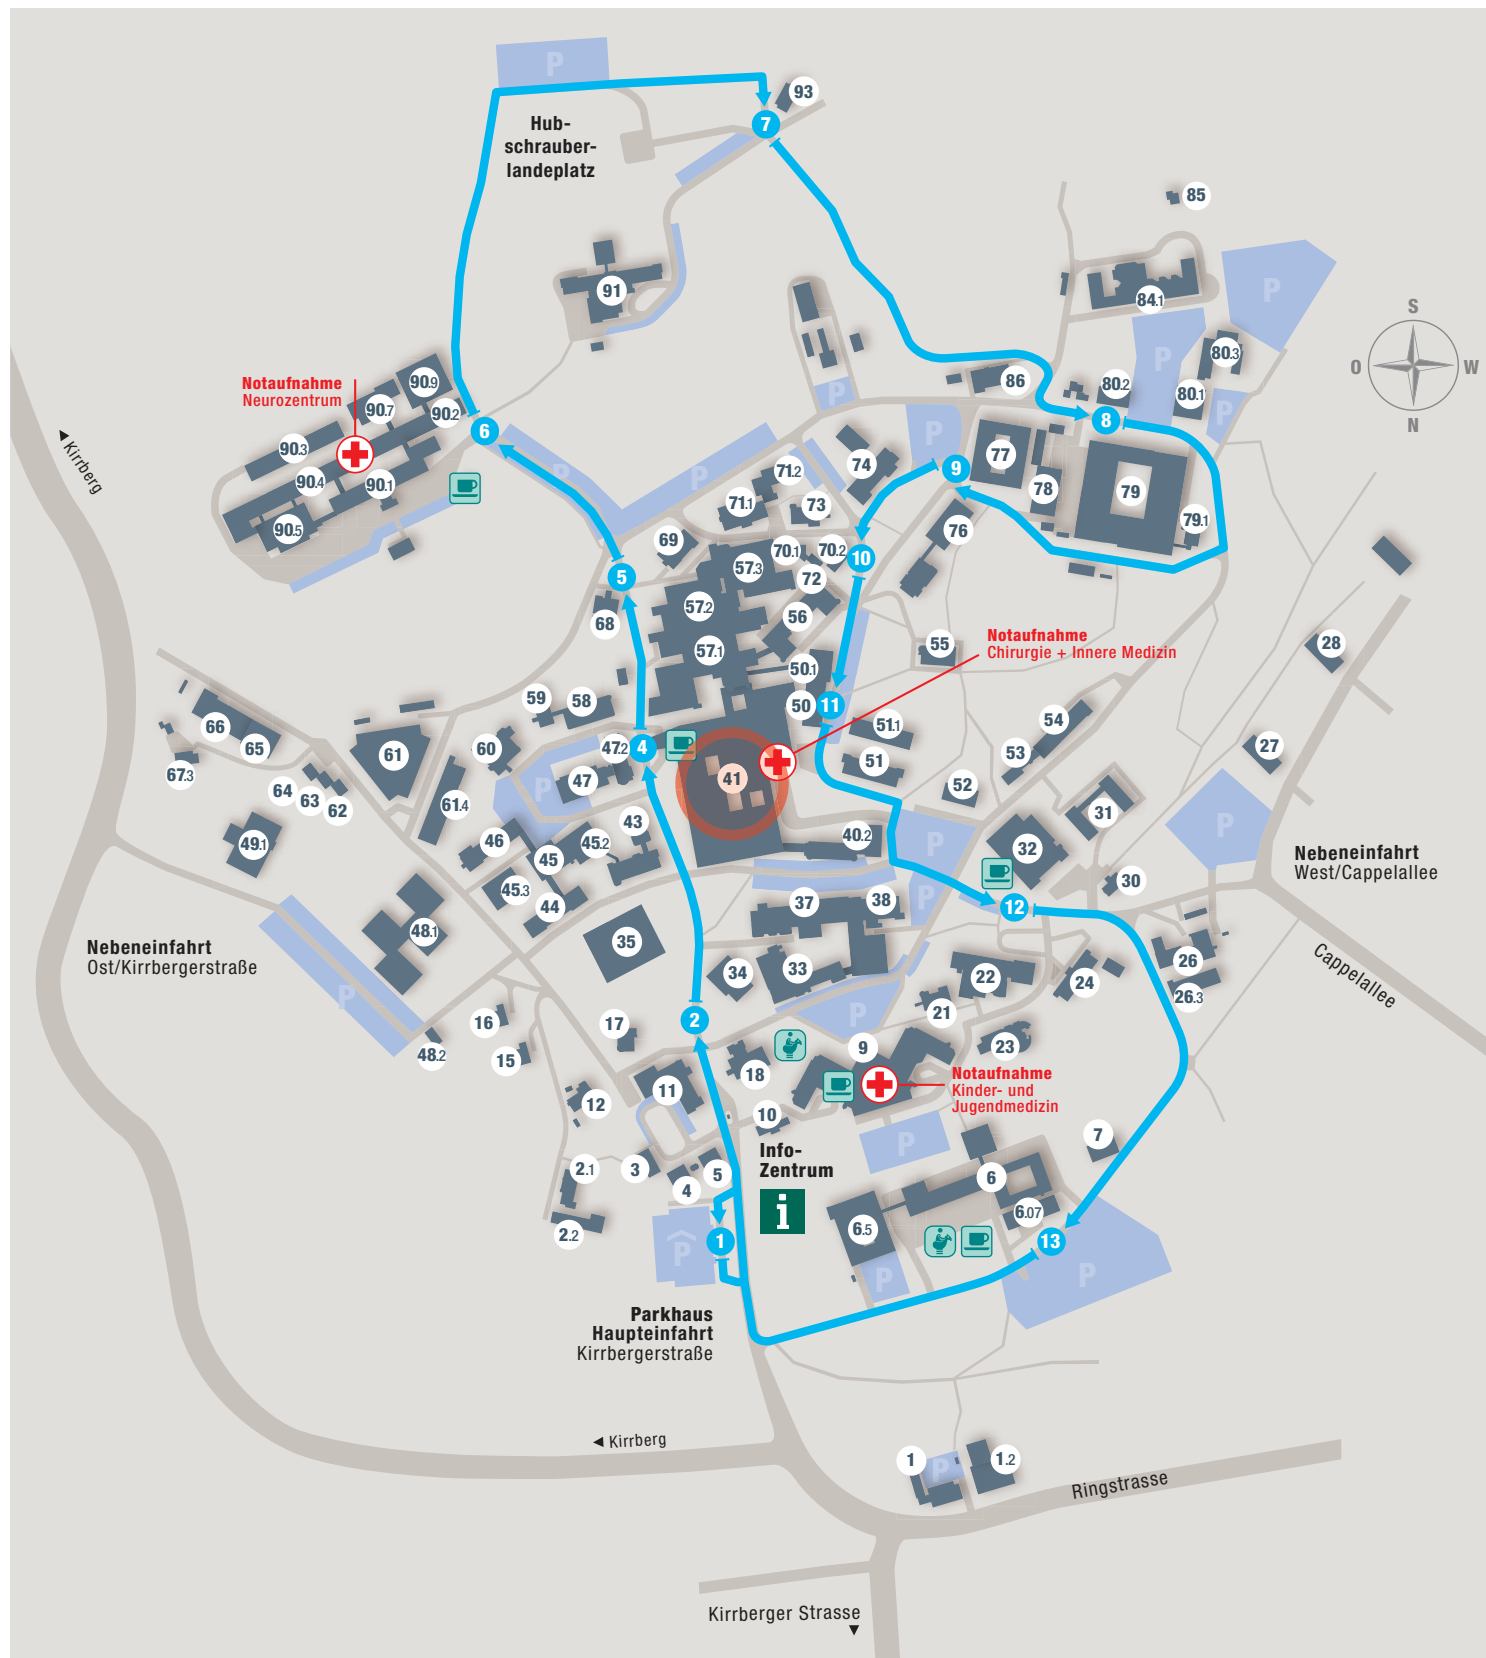 P
93
7
Hub-
schrauber-
landeplatz
85
91
84.1
P
S
O
W
N
80.3
P
Notaufnahme
Neurozentrum
90.9
90.7
90.2
86
80.2
80.1
P
P
8
6
P
90.3
90.4
90.1
90.5
P
P
71.2
74
9
77
78
79
79.1
71.1
73
76
Kirrberg
69
70.1
70.2
10
5
57.3
72
57.2
56
68
57.1
55
Notaufnahme
Chirurgie + Innere Medizin
28
50.1
50
11
59
58
51.1
54
66
65
61
60
47.2
4
53
27
67.3
47
P
41
51
52
64
63
62
61.4
31
43
40.2
P
P
49.1
46
45.2
45
32
Nebeneinfahrt
West/Cappelallee
45.3
44
37
38
P
12
30
48.1
35
Nebeneinfahrt
Ost/Kirrbergerstraße
34
33
22
24
26
26.3
Cappelallee
P
16
17
2
P
21
48.2
15
9
23
18
11
12
10
Notaufnahme
Kinder- und
Jugendmedizin
Info-
Zentrum
i
P
7
2.1
3
5
4
6
6.07
2.2
P
1
6.5
13
P
P
Parkhaus
Haupteinfahrt
Kirrbergerstraße
Kirrberg
1
P
1.2
Ringstrasse
Kirrberger Strasse